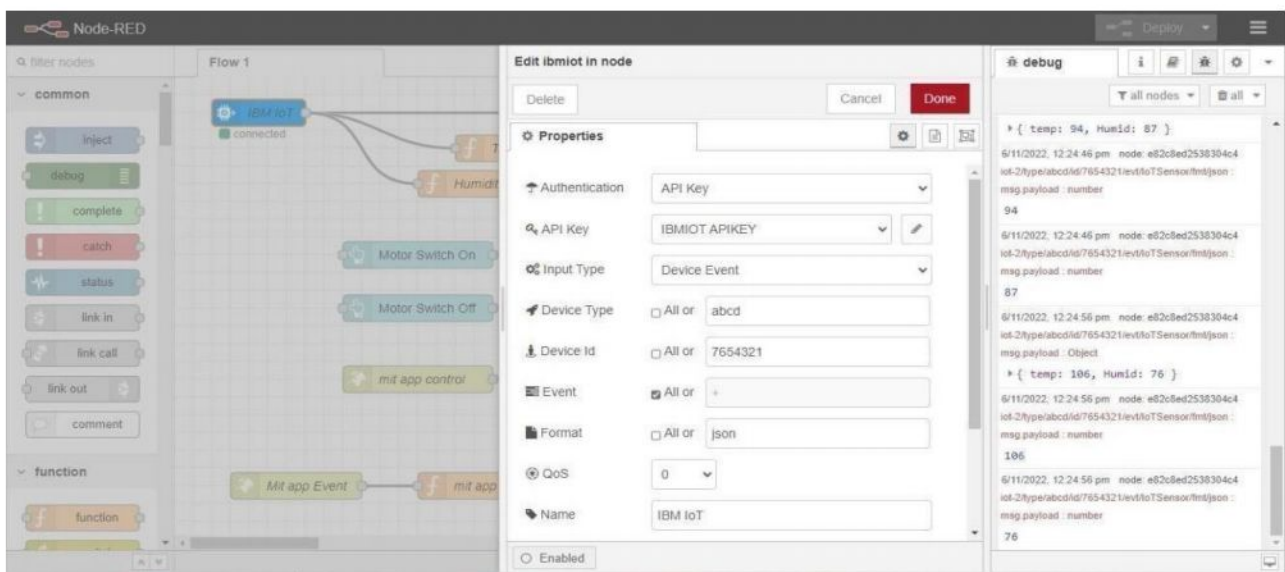 Node-RED
Deploy
filter nodes
common
inject
debug
complete
catch
status
link in
link call
link out
comment
function
function
Flow 1
IBM IoT
connected
T
Humidit
Motor Switch On
Motor Switch Off
mit app control
Mit app Event
mit app
Edit ibmiot in node
Delete
Cancel
Done
Properties
Authentication
API Key
API Key
IBMIOT APIKEY
Input Type
Device Event
Device Type
All or
abcd
Device Id
All or
7654321
Event
All or
+
Format
All or
json
QoS
0
Name
IBM IoT
Enabled
debug
i
all nodes
all
{ temp: 94, Humid: 87 }
6/11/2022, 12:24:46 pm node: e82c8ed2538304c4
iot-2/type/abcd/id/7654321/evt/IoTSensor/fmt/json :
msg.payload : number
94
6/11/2022, 12:24:46 pm node: e82c8ed2538304c4
iot-2/type/abcd/id/7654321/evt/IoTSensor/fmt/json :
msg.payload : number
87
6/11/2022, 12:24:56 pm node: e82c8ed2538304c4
iot-2/type/abcd/id/7654321/evt/IoTSensor/fmt/json :
msg.payload : Object
{ temp: 106, Humid: 76 }
6/11/2022, 12:24:56 pm node: e82c8ed2538304c4
iot-2/type/abcd/id/7654321/evt/IoTSensor/fmt/json :
msg.payload : number
106
6/11/2022, 12:24:56 pm node: e82c8ed2538304c4
iot-2/type/abcd/id/7654321/evt/IoTSensor/fmt/json :
msg.payload : number
76